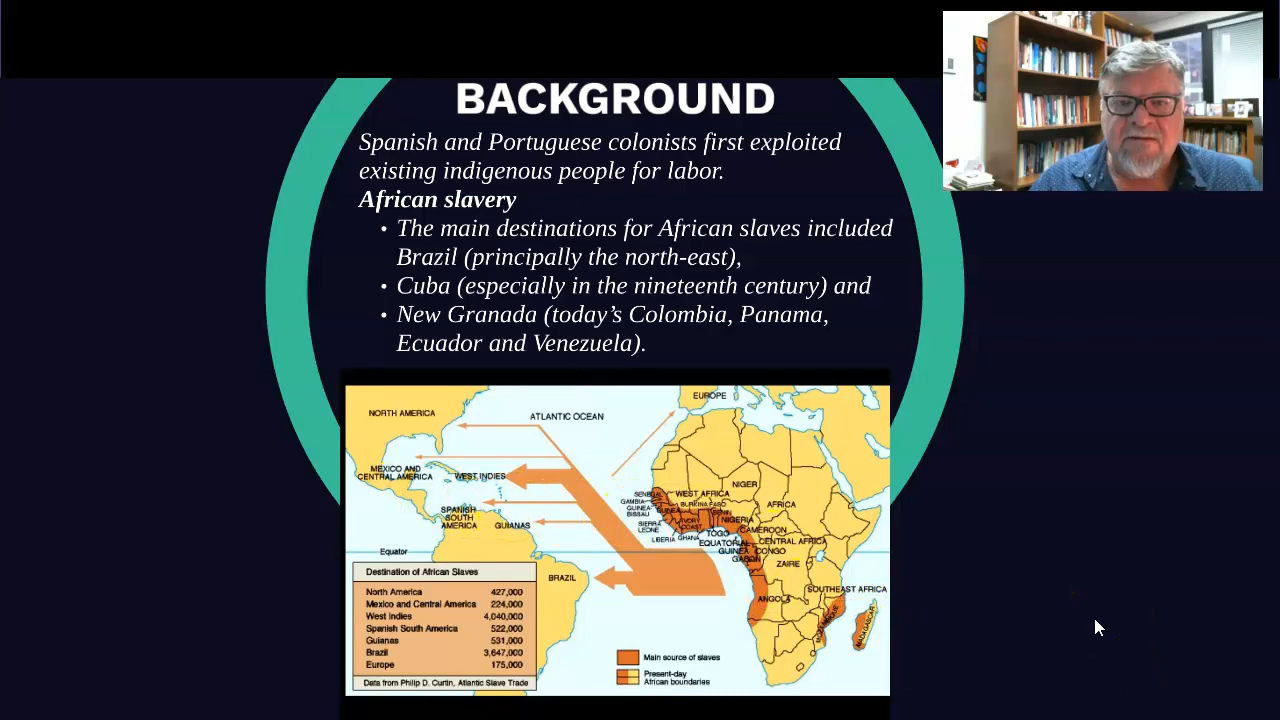 BACKGROUND
Spanish and Portuguese colonists first exploited
existing indigenous people for labor.
African slavery
• The main destinations for African slaves included
Brazil (principally the north-east),
• Cuba (especially in the nineteenth century) and
• New Granada (today’s Colombia, Panama,
Ecuador and Venezuela).
EUROPE
NORTH AMERICA
ATLANTIC OCEAN
MEXICO AND
CENTRAL AMERICA
WEST INDIES
SPANISH
SOUTH
AMERICA
GUIANAS
NIGER
SENEGAL
WEST AFRICA
GAMBIA
BURKINA FASO
AFRICA
GUINEA
BISSAU
GUINEA
BENIN
IVORY
COAST
NIGERIA
SIERRA
LEONE
CAMEROON
TOGO
LIBERIA
GHANA
EQUATORIAL
GUINEA
CENTRAL AFRICA
CONGO
GABON
ZAIRE
Equator
BRAZIL
SOUTHEAST AFRICA
ANGOLA
MOZAMBIQUE
MADAGASCAR
Destination of African Slaves
North America 427,000
Mexico and Central America 224,000
West Indies 4,040,000
Spanish South America 522,000
Guianas 531,000
Brazil 3,647,000
Europe 175,000
Data from Philip D. Curtin, Atlantic Slave Trade
Main source of slaves
Present-day
African boundaries